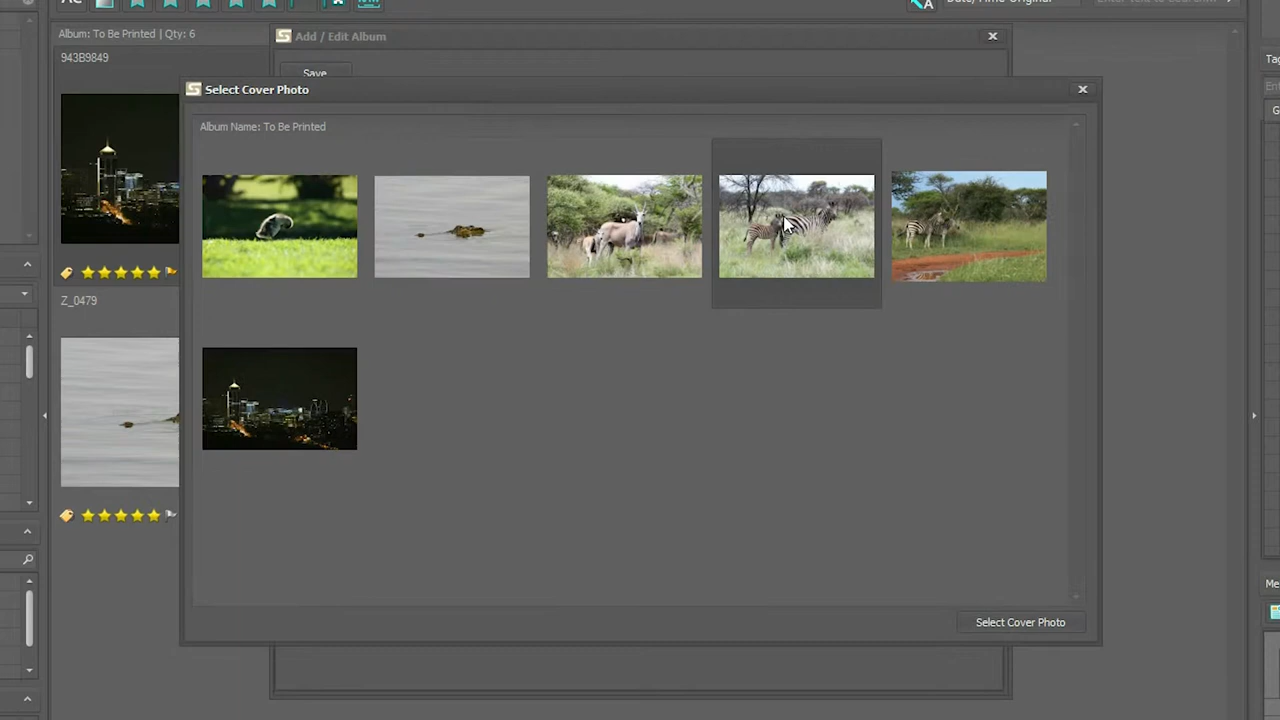 Album: To Be Printed | Qty: 6
Add / Edit Album
943B9849
Save
Select Cover Photo
Album Name: To Be Printed
Z_0479
Select Cover Photo